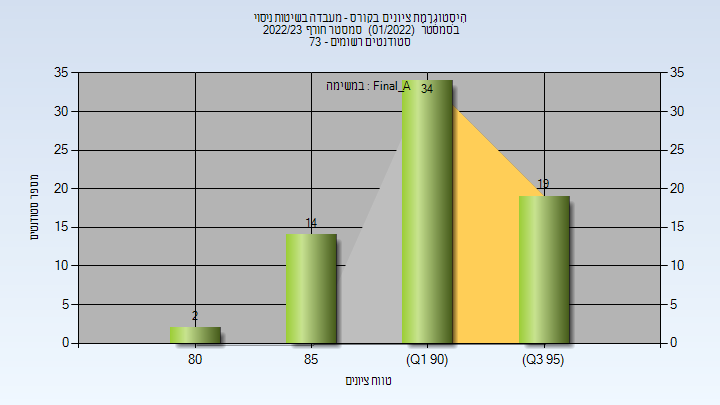 היסטוגרמת ציונים בקורס - מעבדה בשיטות ניסוי
בסמסטר (01/2022) סמסטר חורף 2022/23
סטודנטים רשומים - 73
במשימה : Final_A
35 35
30 30
25 25
20 20
15 15
10 10
5 5
0 0
34
19
14
2
מספר סטודנטים
80 85 (Q1 90) (Q3 95)
טווח ציונים